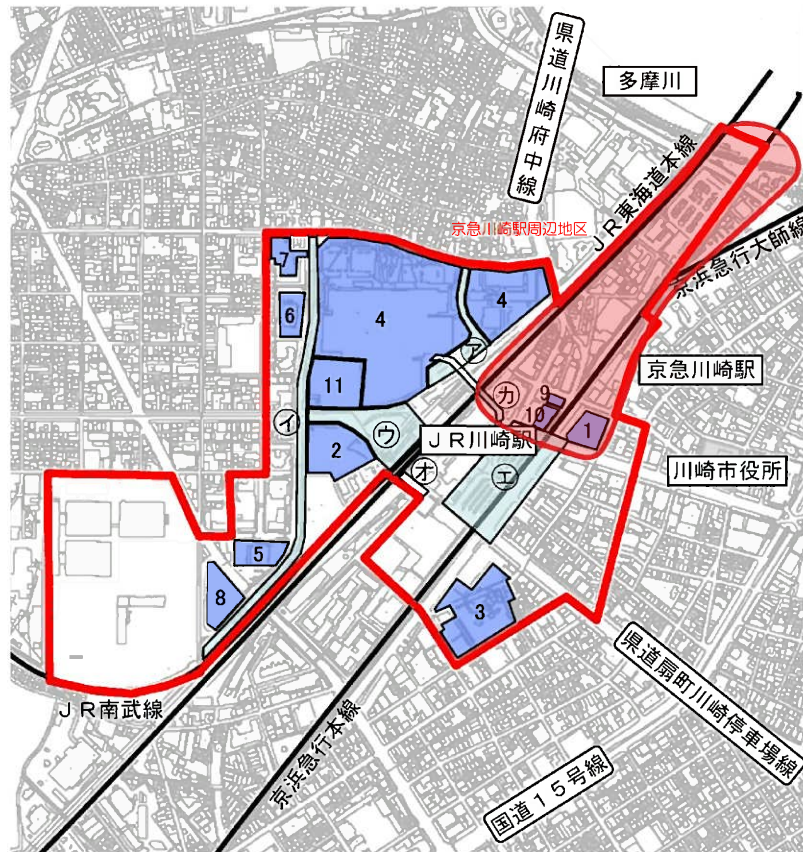 県道川崎府中線
多摩川
JR東海道本線
京急川崎駅周辺地区
京浜急行大師線
7
6
4
4
ア
11
カ
9
10
1
京急川崎駅
イ
2
ウ
JR川崎駅
オ
エ
川崎市役所
5
8
3
JR南武線
京浜急行本線
県道扇町川崎停車場線
国道15号線